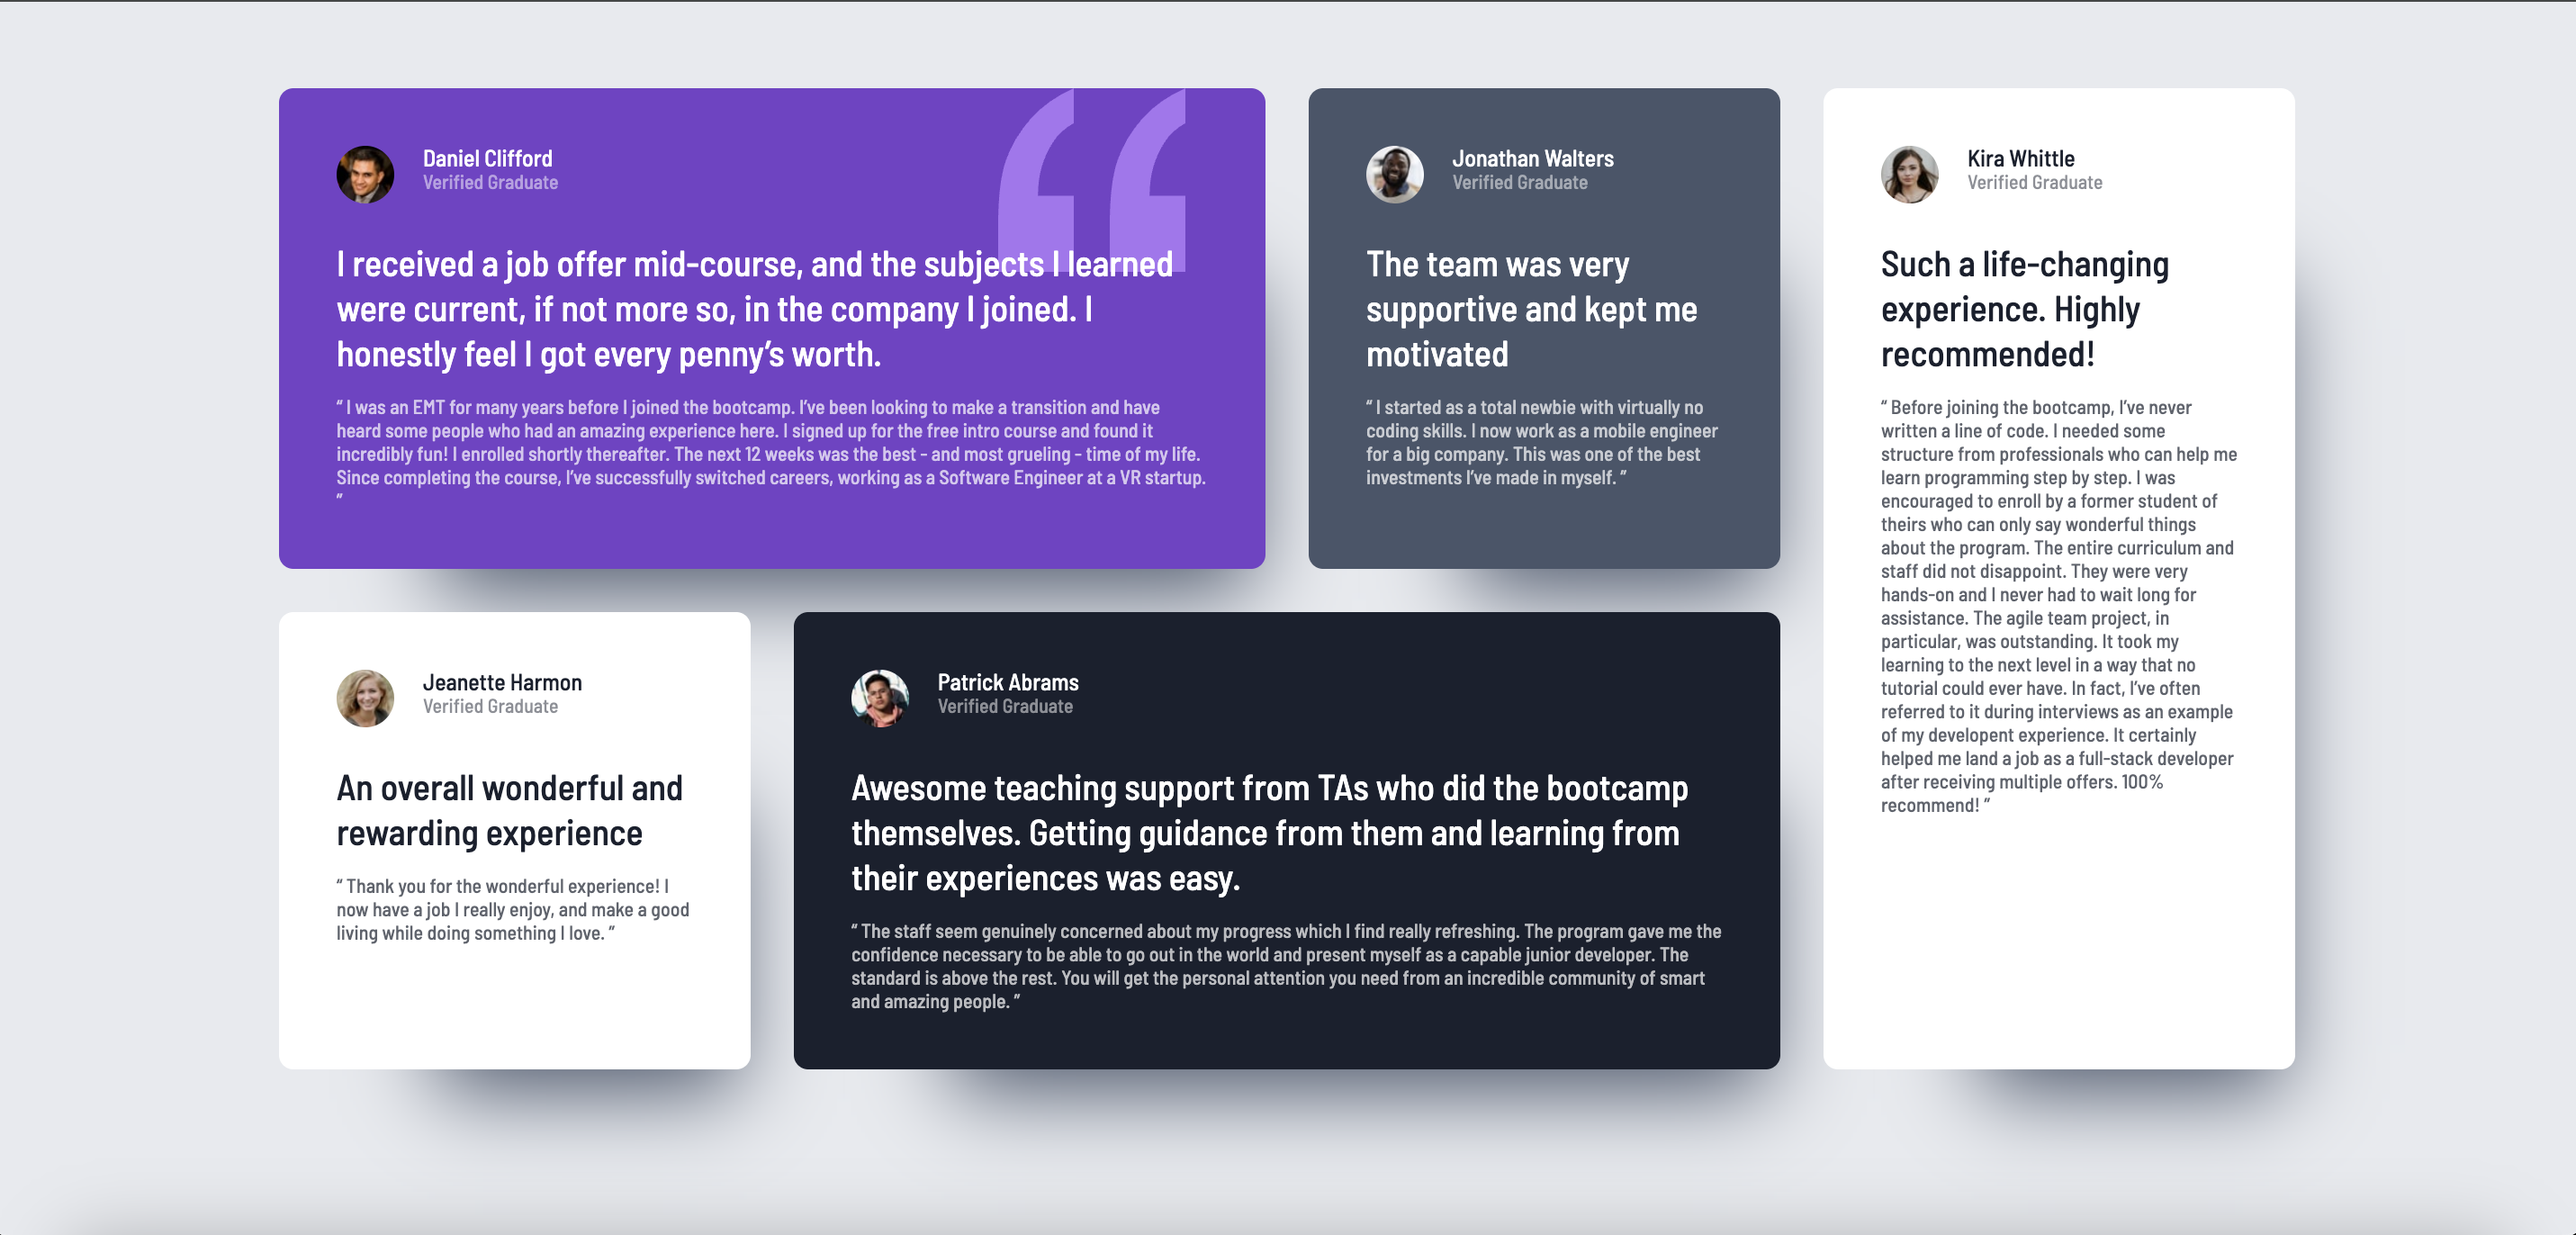 Daniel Clifford
Verified Graduate
I received a job offer mid-course, and the subjects I learned
were current, if not more so, in the company I joined. I
honestly feel I got every penny’s worth.
“ I was an EMT for many years before I joined the bootcamp. I’ve been looking to make a transition and have
heard some people who had an amazing experience here. I signed up for the free intro course and found it
incredibly fun! I enrolled shortly thereafter. The next 12 weeks was the best - and most grueling - time of my life.
Since completing the course, I’ve successfully switched careers, working as a Software Engineer at a VR startup.
”
Jonathan Walters
Verified Graduate
The team was very
supportive and kept me
motivated
“ I started as a total newbie with virtually no
coding skills. I now work as a mobile engineer
for a big company. This was one of the best
investments I’ve made in myself. ”
Kira Whittle
Verified Graduate
Such a life-changing
experience. Highly
recommended!
“ Before joining the bootcamp, I’ve never
written a line of code. I needed some
structure from professionals who can help me
learn programming step by step. I was
encouraged to enroll by a former student of
theirs who can only say wonderful things
about the program. The entire curriculum and
staff did not disappoint. They were very
hands-on and I never had to wait long for
assistance. The agile team project, in
particular, was outstanding. It took my
learning to the next level in a way that no
tutorial could ever have. In fact, I’ve often
referred to it during interviews as an example
of my developent experience. It certainly
helped me land a job as a full-stack developer
after receiving multiple offers. 100%
recommend! ”
Jeanette Harmon
Verified Graduate
An overall wonderful and
rewarding experience
“ Thank you for the wonderful experience! I
now have a job I really enjoy, and make a good
living while doing something I love. ”
Patrick Abrams
Verified Graduate
Awesome teaching support from TAs who did the bootcamp
themselves. Getting guidance from them and learning from
their experiences was easy.
“ The staff seem genuinely concerned about my progress which I find really refreshing. The program gave me the
confidence necessary to be able to go out in the world and present myself as a capable junior developer. The
standard is above the rest. You will get the personal attention you need from an incredible community of smart
and amazing people. ”